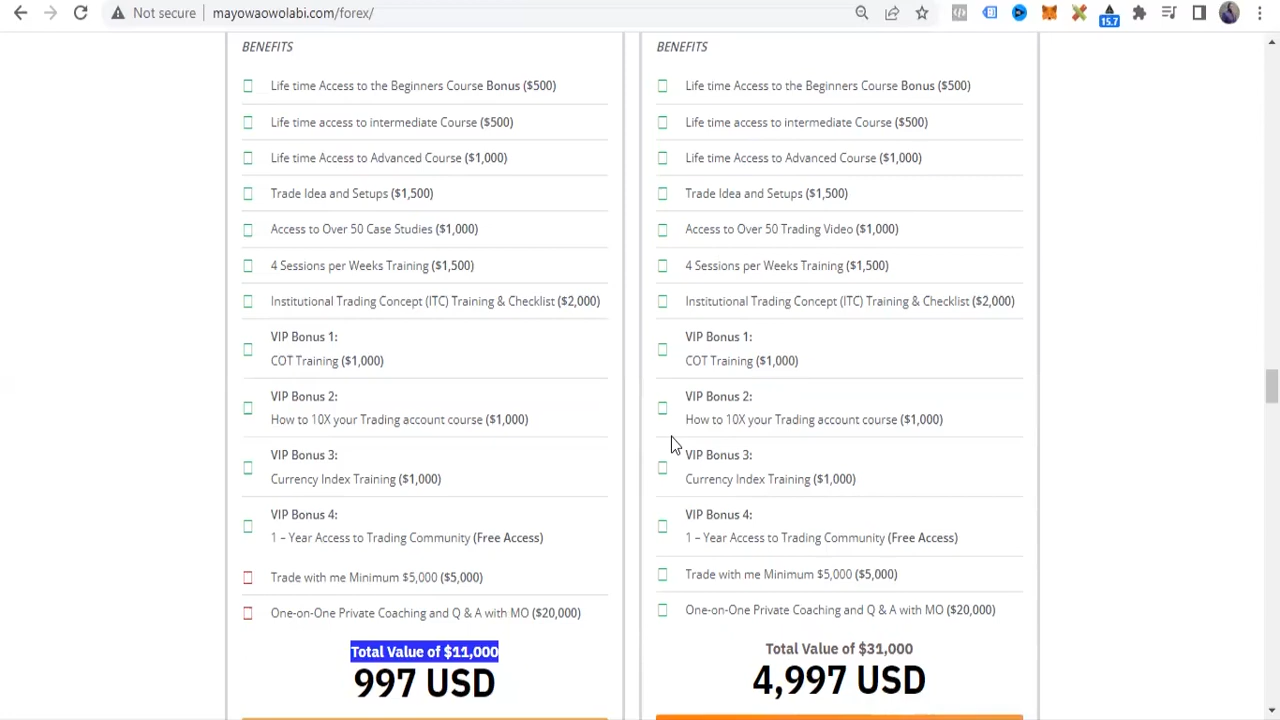 Not secure
mayowaowolabi.com/forex/
15.7
BENEFITS
Life time Access to the Beginners Course Bonus ($500)
Life time access to intermediate Course ($500)
Life time Access to Advanced Course ($1,000)
Trade Idea and Setups ($1,500)
Access to Over 50 Case Studies ($1,000)
4 Sessions per Weeks Training ($1,500)
Institutional Trading Concept (ITC) Training & Checklist ($2,000)
VIP Bonus 1:
COT Training ($1,000)
VIP Bonus 2:
How to 10X your Trading account course ($1,000)
VIP Bonus 3:
Currency Index Training ($1,000)
VIP Bonus 4:
1 – Year Access to Trading Community (Free Access)
Trade with me Minimum $5,000 ($5,000)
One-on-One Private Coaching and Q & A with MO ($20,000)
Total Value of $11,000
997 USD
BENEFITS
Life time Access to the Beginners Course Bonus ($500)
Life time access to intermediate Course ($500)
Life time Access to Advanced Course ($1,000)
Trade Idea and Setups ($1,500)
Access to Over 50 Trading Video ($1,000)
4 Sessions per Weeks Training ($1,500)
Institutional Trading Concept (ITC) Training & Checklist ($2,000)
VIP Bonus 1:
COT Training ($1,000)
VIP Bonus 2:
How to 10X your Trading account course ($1,000)
VIP Bonus 3:
Currency Index Training ($1,000)
VIP Bonus 4:
1 – Year Access to Trading Community (Free Access)
Trade with me Minimum $5,000 ($5,000)
One-on-One Private Coaching and Q & A with MO ($20,000)
Total Value of $31,000
4,997 USD